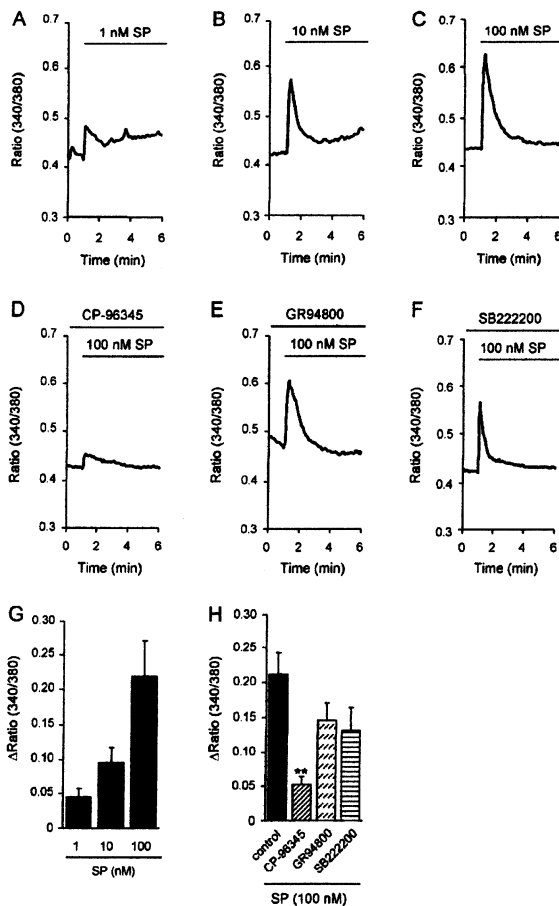 A
1 nM SP
Ratio (340/380)
0.7
0.6
0.5
0.4
0.3
0 2 4 6
Time (min)
B
10 nM SP
Ratio (340/380)
0.7
0.6
0.5
0.4
0.3
0 2 4 6
Time (min)
C
100 nM SP
Ratio (340/380)
0.7
0.6
0.5
0.4
0.3
0 2 4 6
Time (min)
D
CP-96345
100 nM SP
Ratio (340/380)
0.7
0.6
0.5
0.4
0.3
0 2 4 6
Time (min)
E
GR94800
100 nM SP
Ratio (340/380)
0.7
0.6
0.5
0.4
0.3
0 2 4 6
Time (min)
F
SB222200
100 nM SP
Ratio (340/380)
0.7
0.6
0.5
0.4
0.3
0 2 4 6
Time (min)
G
ΔRatio (340/380)
0.30
0.25
0.20
0.15
0.10
0.05
0
1 10 100
SP (nM)
H
ΔRatio (340/380)
0.30
0.25
0.20
0.15
0.10
0.05
0
**
control
CP-96345
GR94800
SB222200
SP (100 nM)